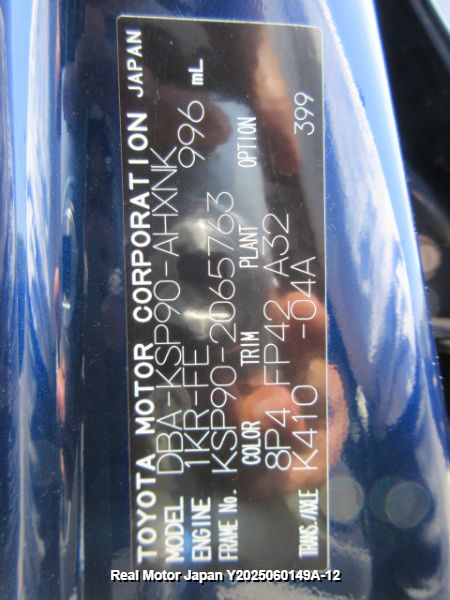 TOYOTA MOTOR CORPORATION JAPAN
MODEL DBA-KSP90-AHXNK
ENGINE 1KR-FE 996 mL
FRAME No. KSP90-2065763
COLOR TRIM PLANT OPTION
8P4 FP42 A32
TRANS./AXLE K410 -04A 399
Real Motor Japan Y2025060149A-12